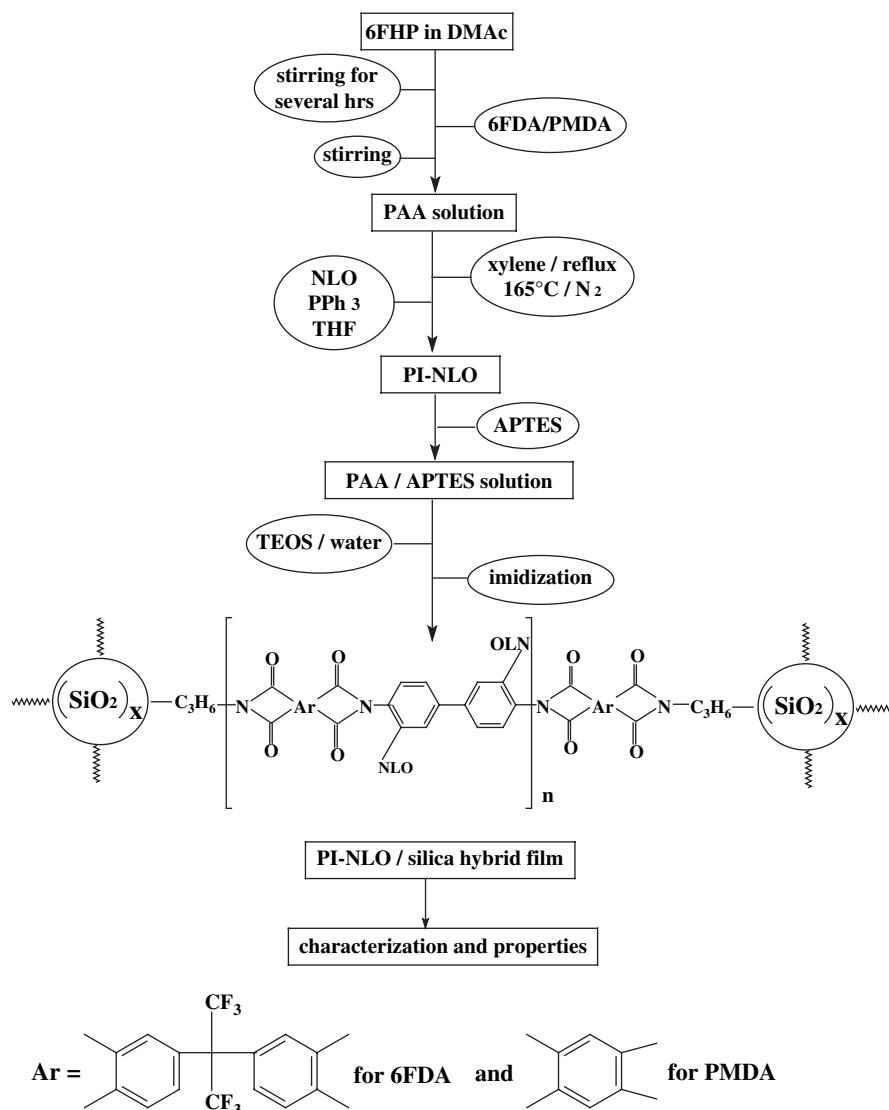 6FHP in DMAc
stirring for
several hrs
6FDA/PMDA
stirring
PAA solution
xylene / reflux
165°C / N2
NLO
PPh 3
THF
PI-NLO
APTES
PAA / APTES solution
TEOS / water
imidization
OLN
O O O O
(SiO2)x C3H6 N Ar N N Ar N C3H6 (SiO2)x
O O O O
NLO
n
PI-NLO / silica hybrid film
characterization and properties
CF3
Ar = for 6FDA and for PMDA
CF3